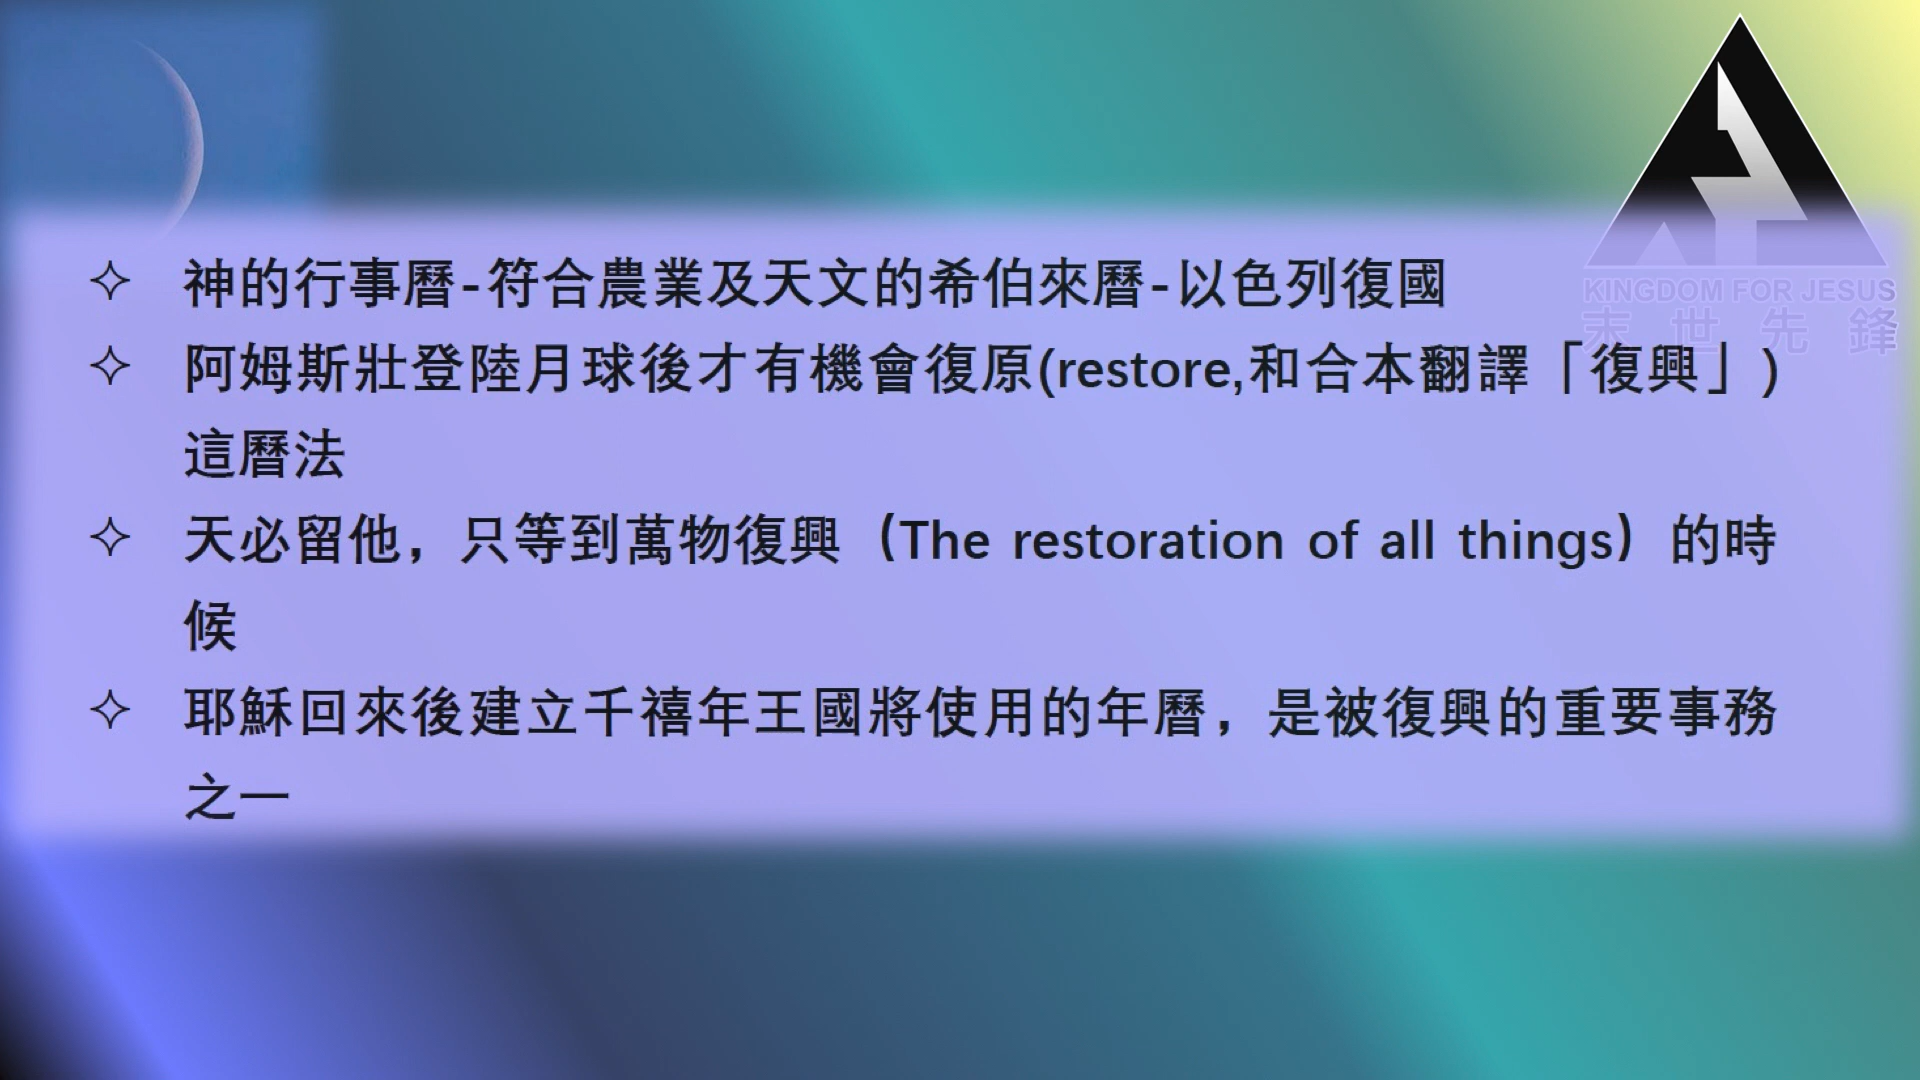 神的行事曆-符合農業及天文的希伯來曆-以色列復國
阿姆斯壯登陸月球後才有機會復原(restore,和合本翻譯「復興」)
這曆法
天必留他，只等到萬物復興（The restoration of all things）的時
候
耶穌回來後建立千禧年王國將使用的年曆，是被復興的重要事務
之一
KINGDOM FOR JESUS
末世先鋒